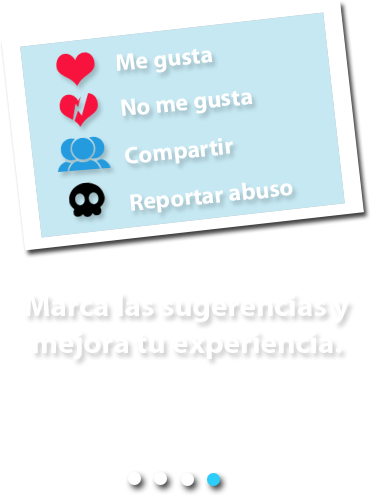 Me gusta
No me gusta
Compartir
Reportar abuso
Marca las sugerencias y
mejora tu experiencia.